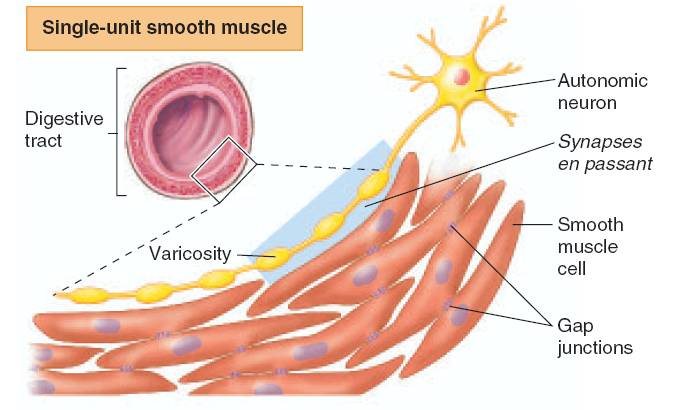 Single-unit smooth muscle
Digestive
tract
Autonomic
neuron
Synapses
en passant
Varicosity
Smooth
muscle
cell
Gap
junctions